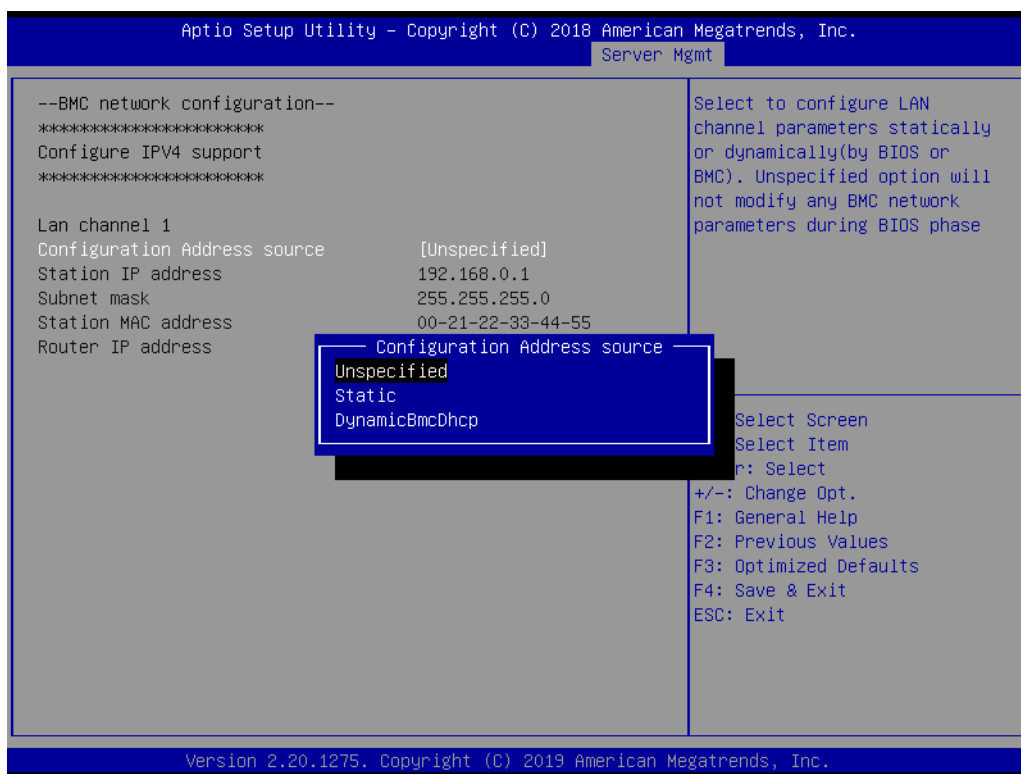 Aptio Setup Utility – Copyright (C) 2018 American Megatrends, Inc.
Server Mgmt
--BMC network configuration--
***********************
Configure IPV4 support
***********************
Lan channel 1
Configuration Address source [Unspecified]
Station IP address 192.168.0.1
Subnet mask 255.255.255.0
Station MAC address 00-21-22-33-44-55
Router IP address
Configuration Address source
Unspecified
Static
DynamicBmcDhcp
Select to configure LAN
channel parameters statically
or dynamically(by BIOS or
BMC). Unspecified option will
not modify any BMC network
parameters during BIOS phase
Select Screen
Select Item
r: Select
+/-: Change Opt.
F1: General Help
F2: Previous Values
F3: Optimized Defaults
F4: Save & Exit
ESC: Exit
Version 2.20.1275. Copyright (C) 2019 American Megatrends, Inc.